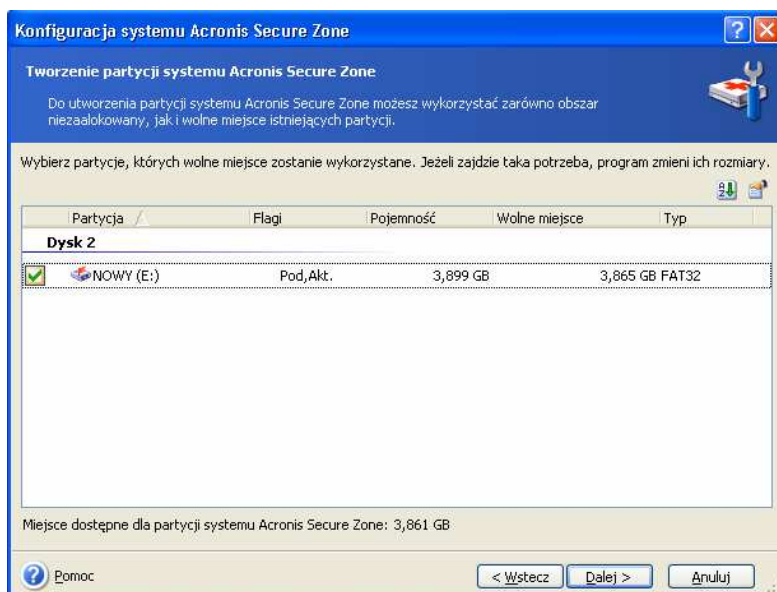 Konfiguracja systemu Acronis Secure Zone
Tworzenie partycji systemu Acronis Secure Zone
Do utworzenia partycji systemu Acronis Secure Zone możesz wykorzystać zarówno obszar
niezaalokowany, jak i wolne miejsce istniejących partycji.
Wybierz partycje, których wolne miejsce zostanie wykorzystane. Jeżeli zajdzie taka potrzeba, program zmieni ich rozmiary.
Partycja Flagi Pojemność Wolne miejsce Typ
Dysk 2
NOWY (E:) Pod,Akt. 3,899 GB 3,865 GB FAT32
Miejsce dostępne dla partycji systemu Acronis Secure Zone: 3,861 GB
Pomoc < Wstecz Dalej > Anuluj